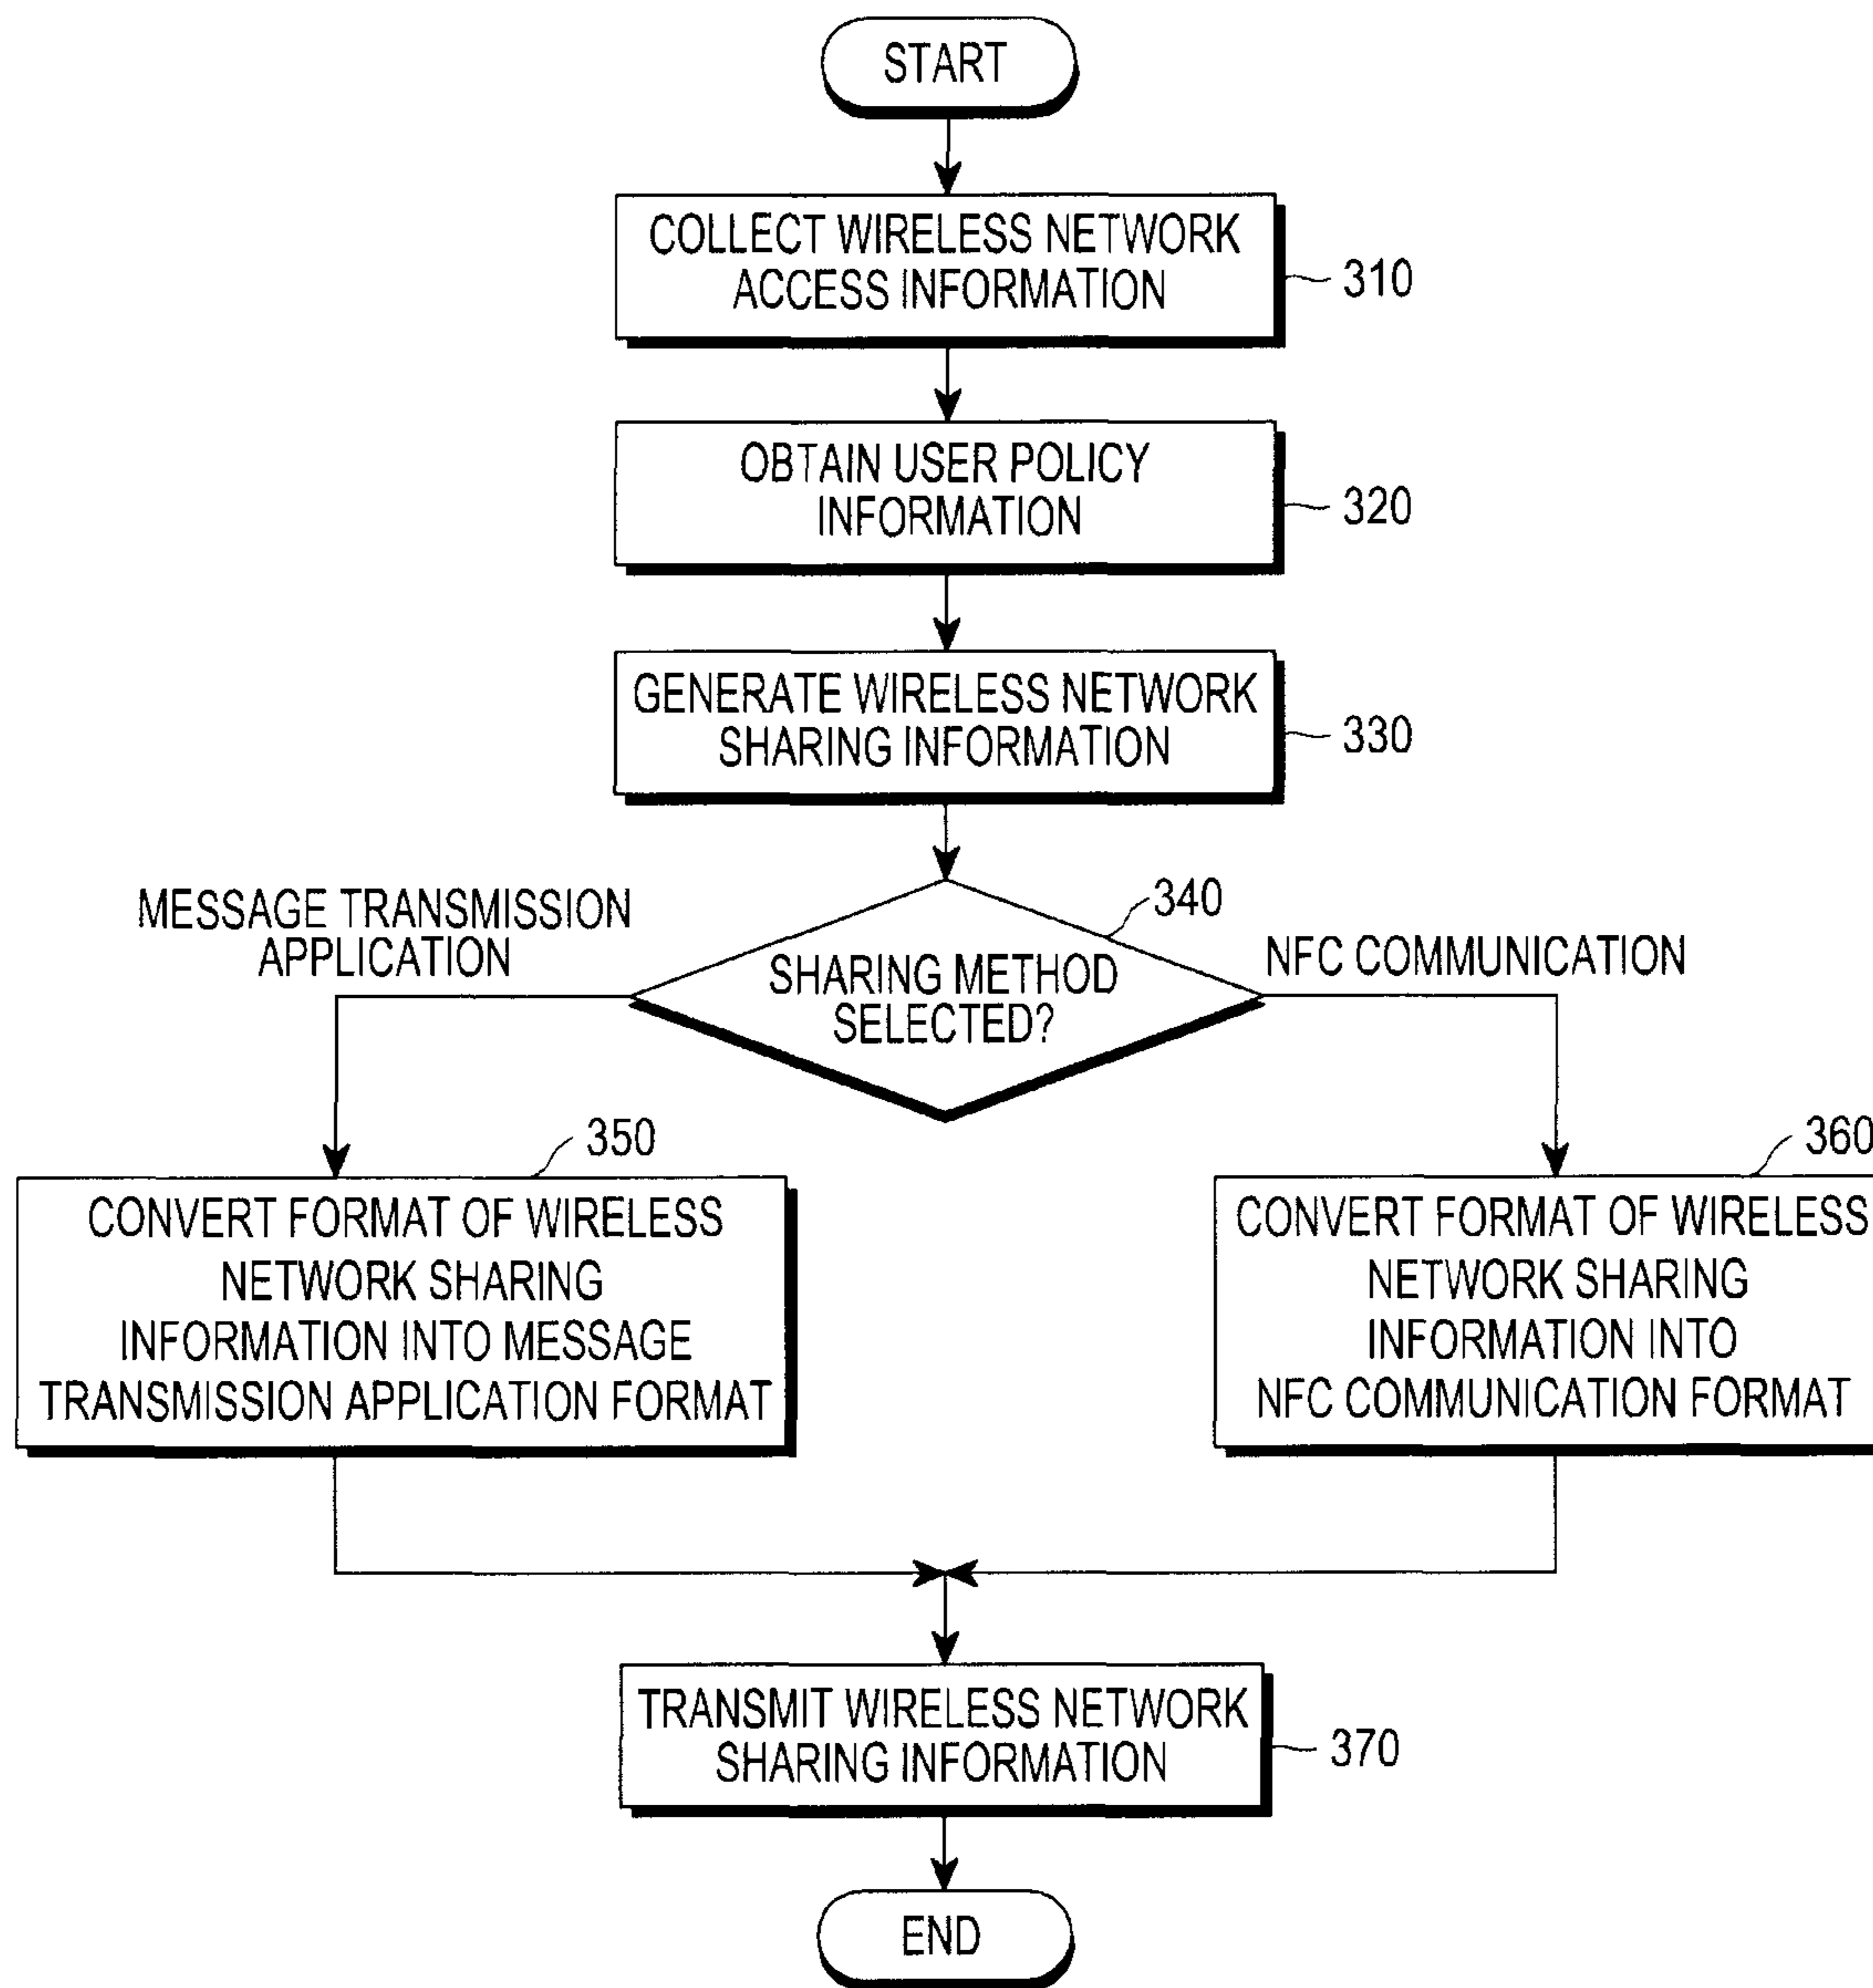 START
COLLECT WIRELESS NETWORK
ACCESS INFORMATION
310
OBTAIN USER POLICY
INFORMATION
320
GENERATE WIRELESS NETWORK
SHARING INFORMATION
330
340
MESSAGE TRANSMISSION
APPLICATION
SHARING METHOD
SELECTED?
NFC COMMUNICATION
350
CONVERT FORMAT OF WIRELESS
NETWORK SHARING
INFORMATION INTO MESSAGE
TRANSMISSION APPLICATION FORMAT
360
CONVERT FORMAT OF WIRELESS
NETWORK SHARING
INFORMATION INTO
NFC COMMUNICATION FORMAT
TRANSMIT WIRELESS NETWORK
SHARING INFORMATION
370
END